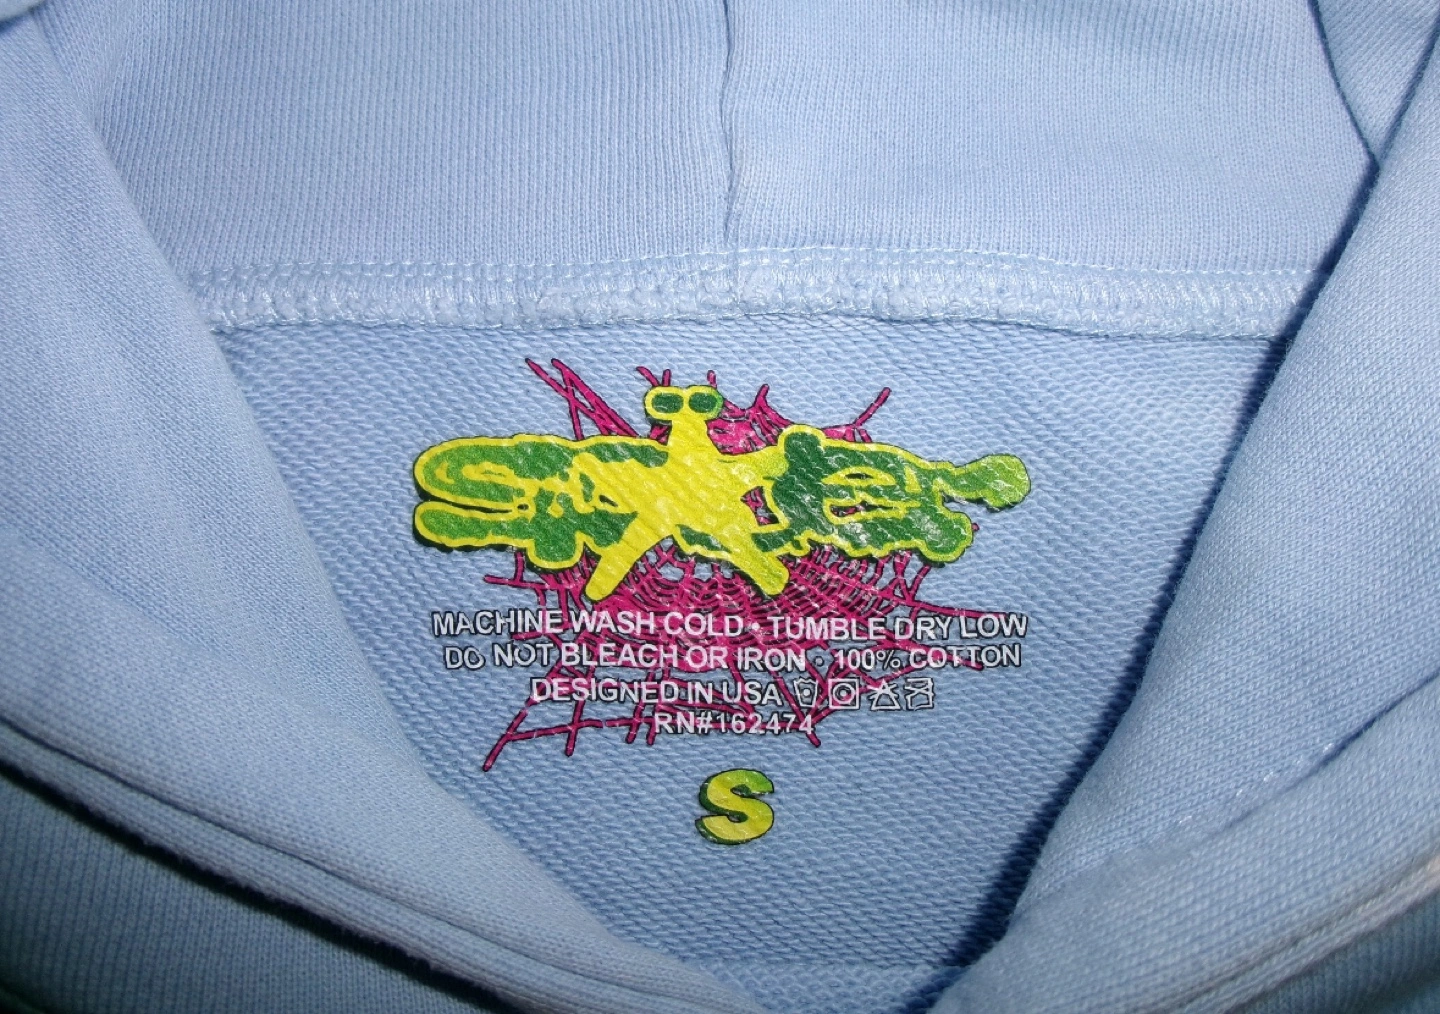 MACHINE WASH COLD • TUMBLE DRY LOW
DO NOT BLEACH OR IRON • 100% COTTON
DESIGNED IN USA
RN#162474
S